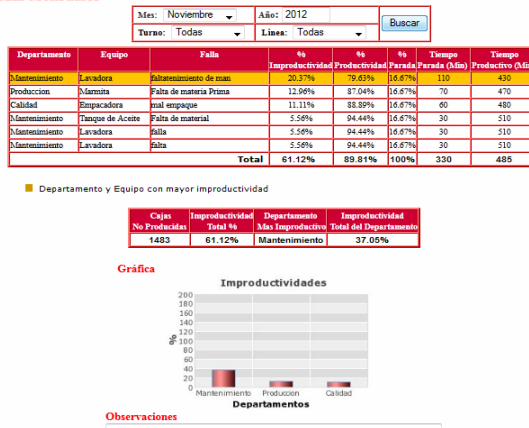 Mes: Noviembre Año: 2012
Turno: Todas Linea: Todas
Buscar
Departamento Equipo Falla % Improductividad % Productividad % Parada Tiempo Parada (Min) Tiempo Productivo (Min
Mantenimiento Lavadora faltatenimiento de man 20.37% 79.63% 16.67% 110 430
Produccion Marmita Falta de materia Prima 12.96% 87.04% 16.67% 70 470
Calidad Empacadora mal empaque 11.11% 88.89% 16.67% 60 480
Mantenimiento Tanque de Aceite Falta de material 5.56% 94.44% 16.67% 30 510
Mantenimiento Lavadora falla 5.56% 94.44% 16.67% 30 510
Mantenimiento Lavadora falta 5.56% 94.44% 16.67% 30 510
Total 61.12% 89.81% 100% 330 485
Departamento y Equipo con mayor improductividad
Cajas No Producidas Improductividad Total % Departamento Mas Improductivo Improductividad Total del Departamento
1483 61.12% Mantenimiento 37.05%
Gráfica
Improductividades
200
180
160
140
120
100
80
60
40
20
0
%
Mantenimiento Produccion Calidad
Departamentos
Observaciones